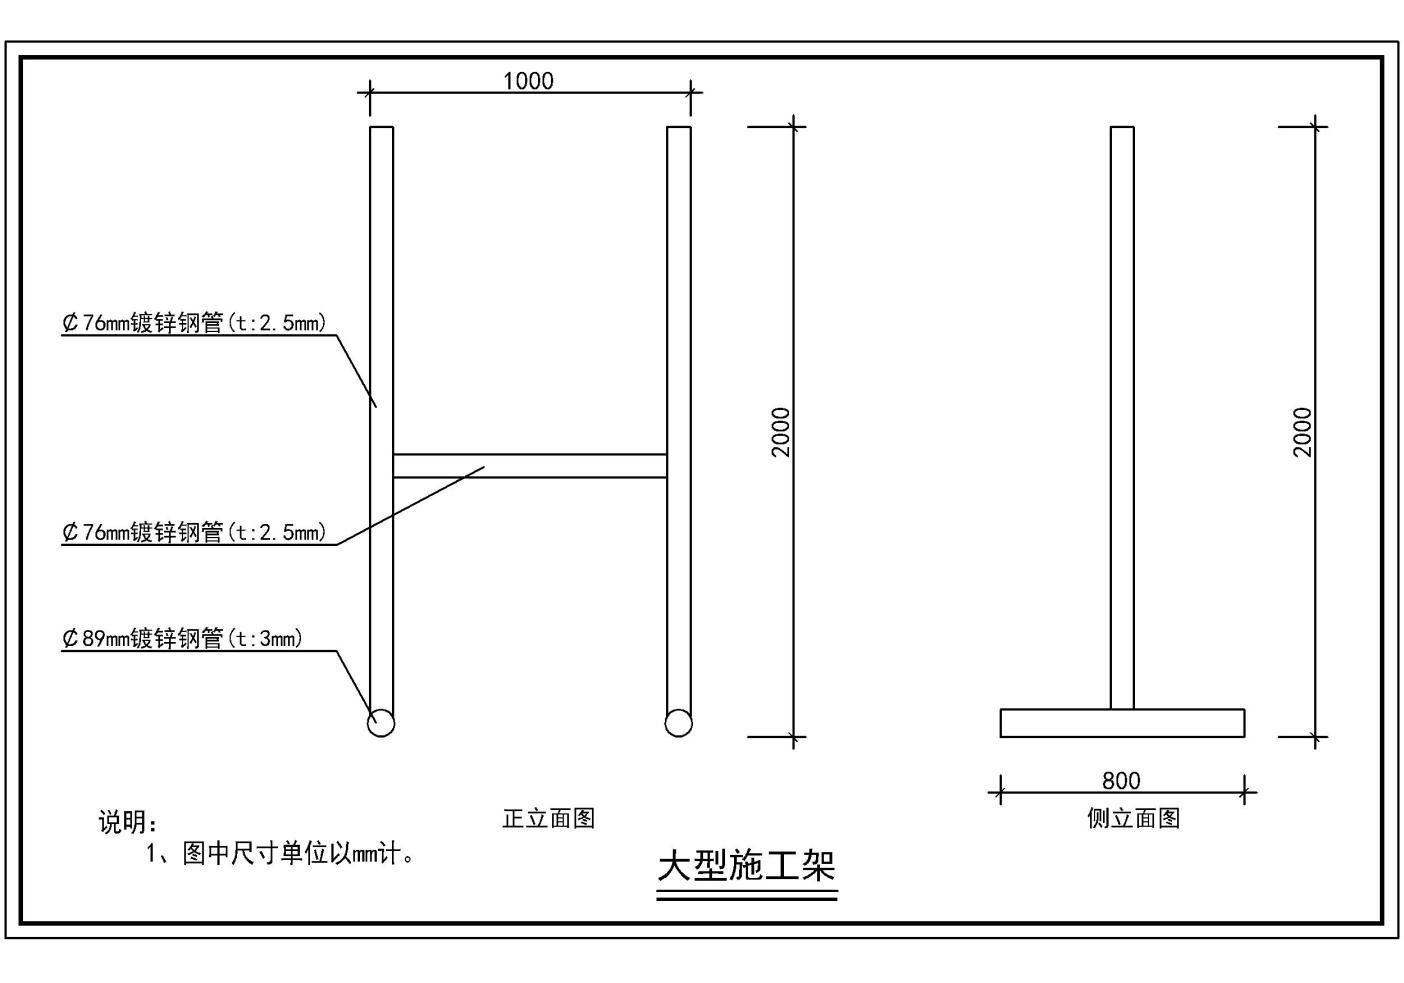 1000
₵76mm镀锌钢管(t:2.5mm)
2000
2000
₵76mm镀锌钢管(t:2.5mm)
₵89mm镀锌钢管(t:3mm)
800
说明:
正立面图
侧立面图
1、图中尺寸单位以mm计。
大型施工架